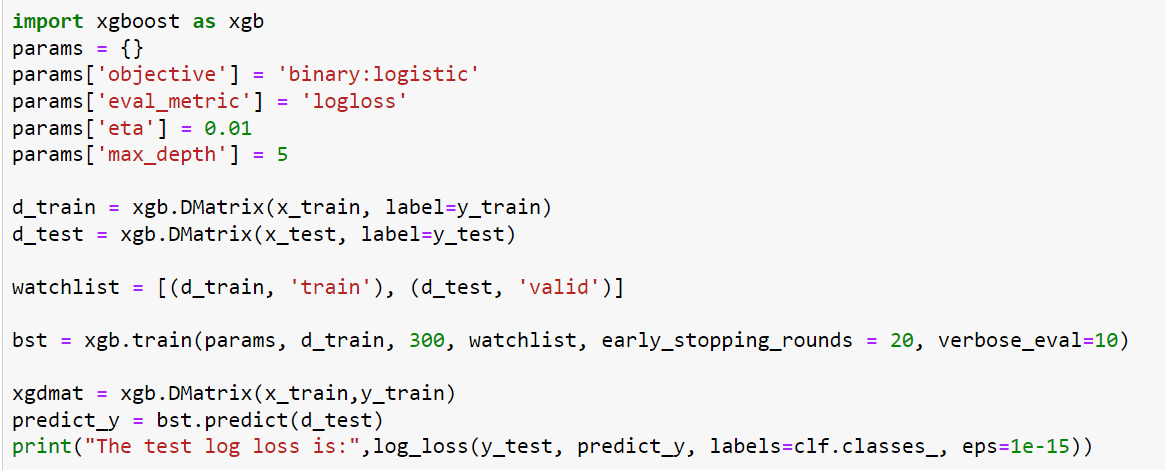 import xgboost as xgb
params = {}
params['objective'] = 'binary:logistic'
params['eval_metric'] = 'logloss'
params['eta'] = 0.01
params['max_depth'] = 5
d_train = xgb.DMatrix(x_train, label=y_train)
d_test = xgb.DMatrix(x_test, label=y_test)
watchlist = [(d_train, 'train'), (d_test, 'valid')]
bst = xgb.train(params, d_train, 300, watchlist, early_stopping_rounds = 20, verbose_eval=10)
xgdmat = xgb.DMatrix(x_train,y_train)
predict_y = bst.predict(d_test)
print("The test log loss is:",log_loss(y_test, predict_y, labels=clf.classes_, eps=1e-15))